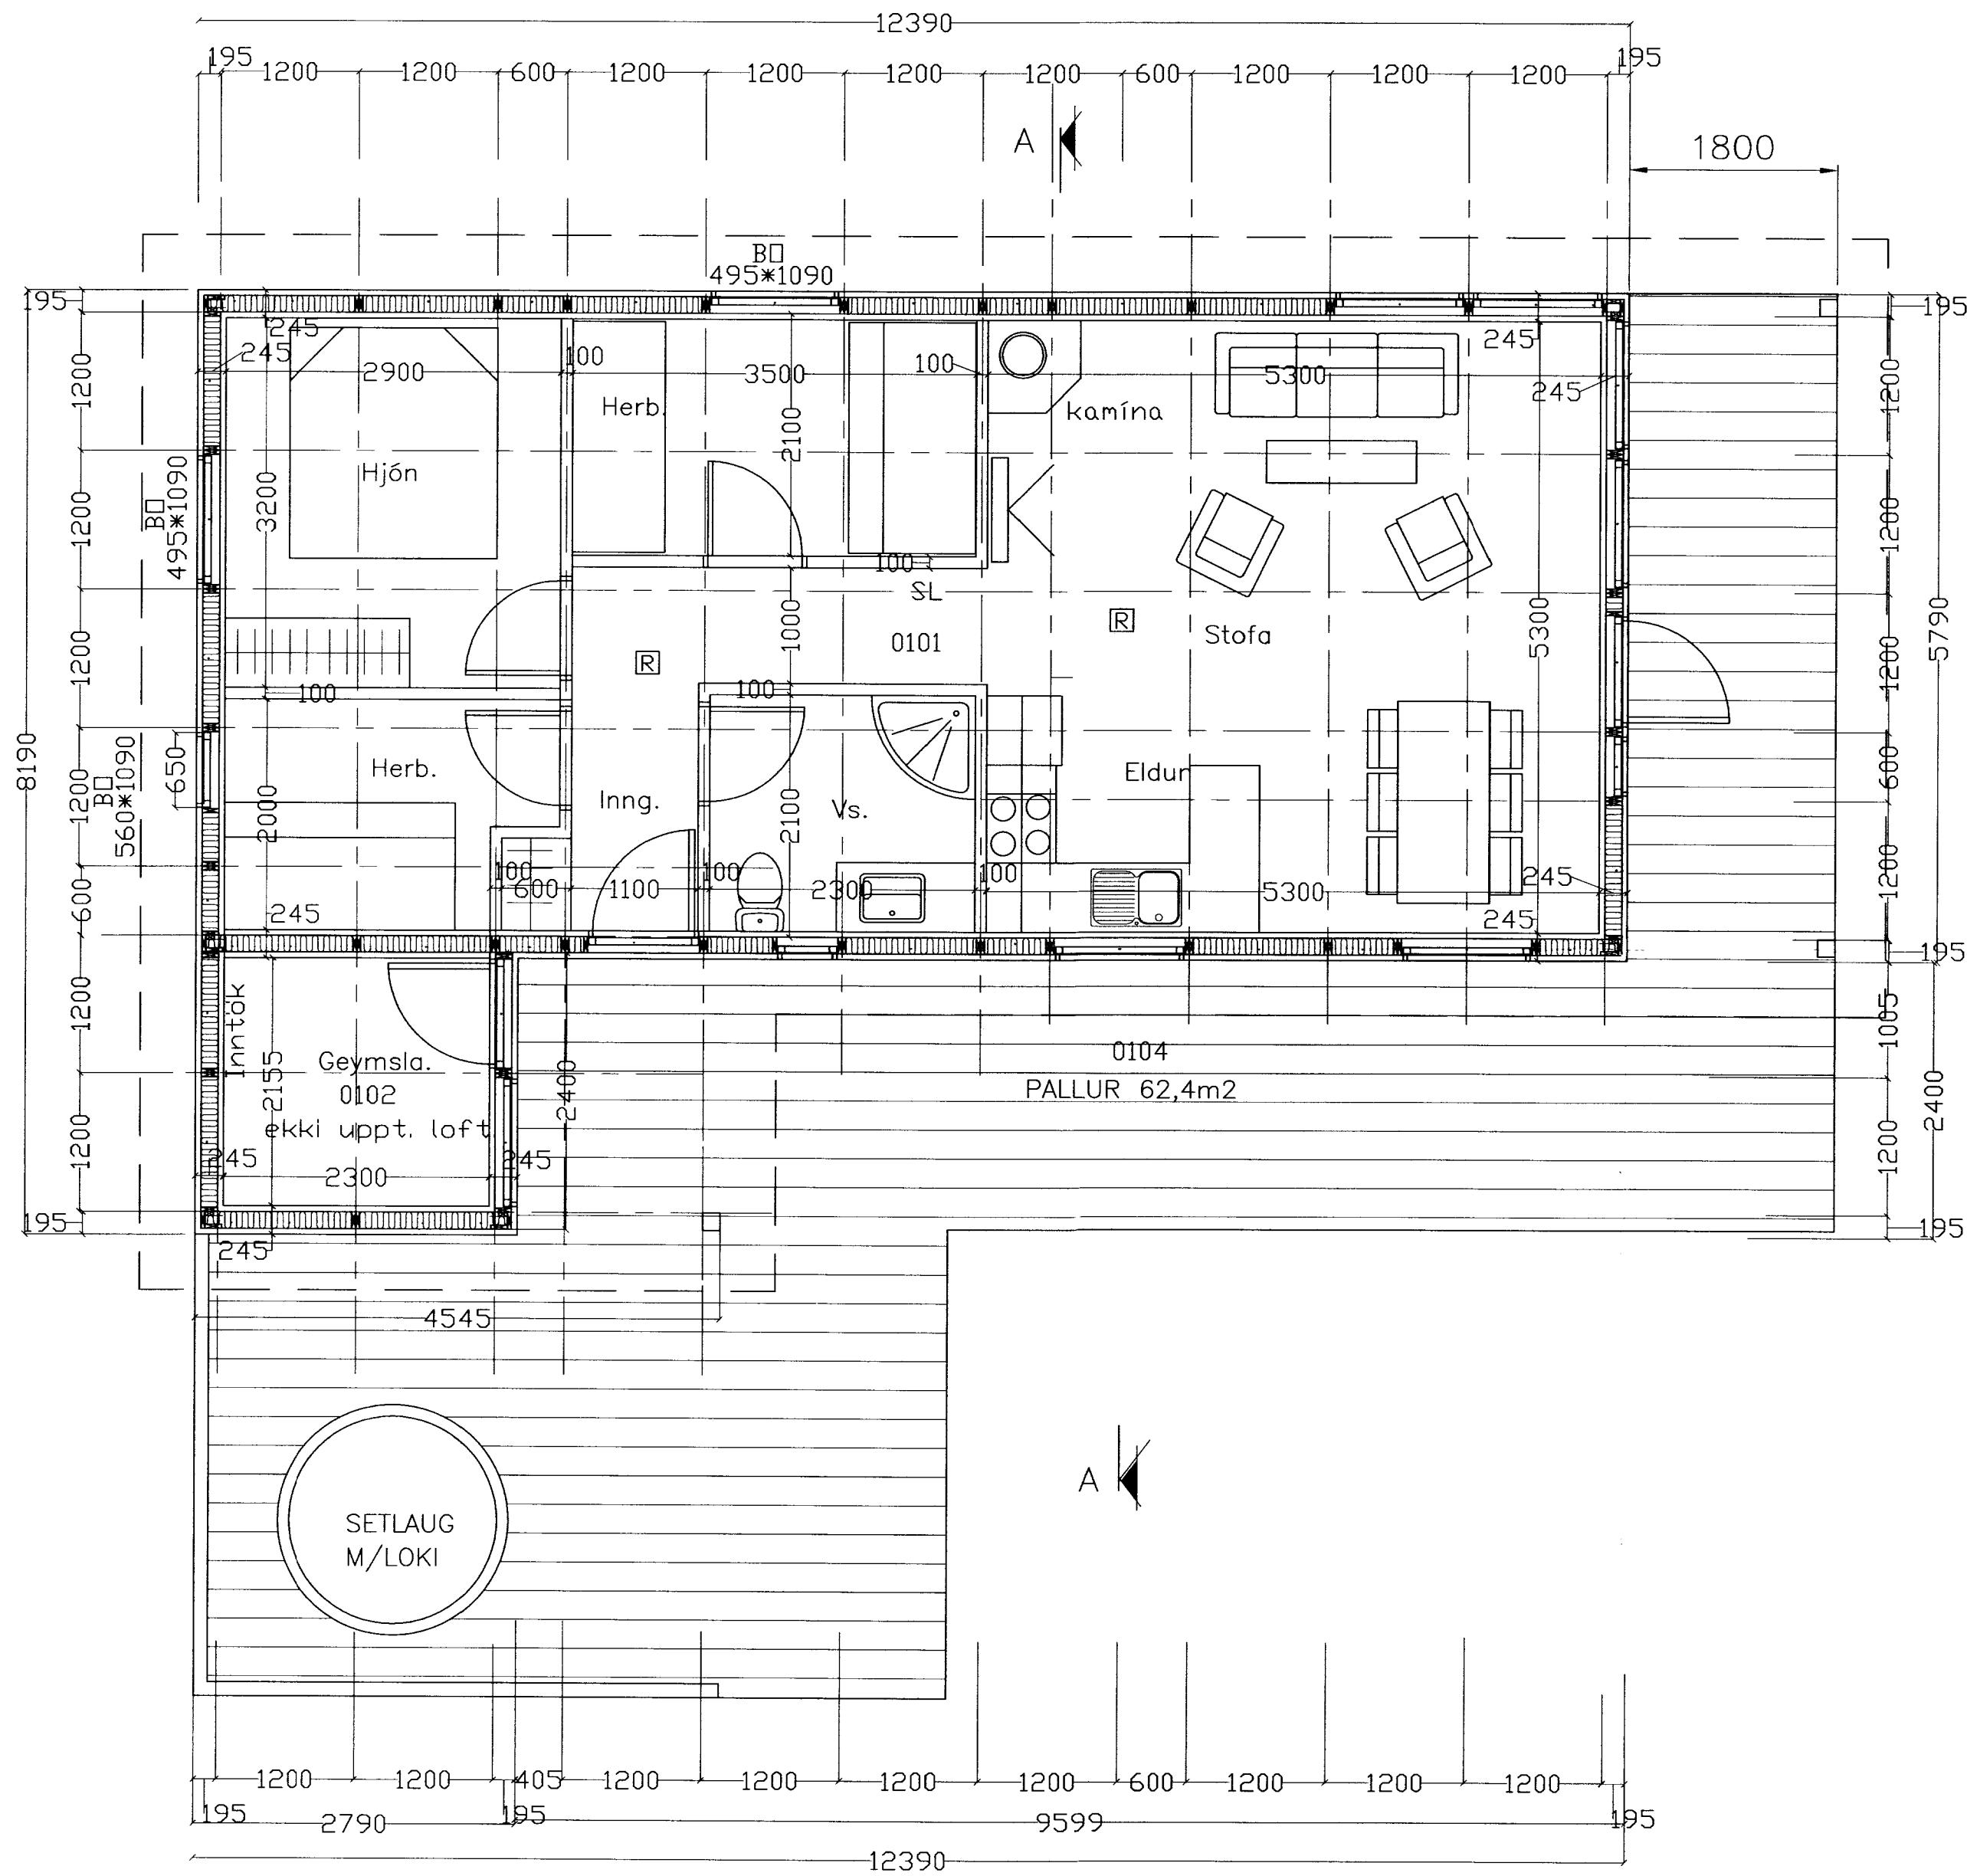 12390
195 1200 1200 600 1200 1200 1200 1200 600 1200 1200 1200 195
A
1800
B□
495*1090
195
195
245
245
100
2900
3500
100
5300
245
245
1200
1200
Herb.
kamína
2100
Hjón
B□
495*1090
3200
1200
1200
100
SL
1000
0101
R
R
Stofa
5300
5790
1200
1200
100
100
8190
650
B□
560*1090
1200
2000
Herb.
Inng.
2100
Vs.
Eldur
600
1200
100
600
1100
100
2300
100
5300
245
245
245
600
195
1200
Inntök
2155
Geymsla.
0102
ekki uppt. loft
2400
0104
PALLUR 62,4m2
1005
2400
1200
1200
245
2300
245
195
195
245
4545
SETLAUG
M/LOKI
A
1200 1200 405 1200 1200 1200 1200 600 1200 1200 1200
195 2790 195 9599 195
12390